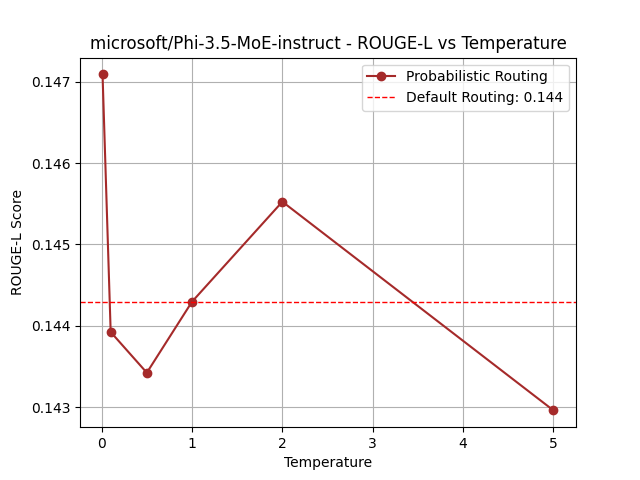 microsoft/Phi-3.5-MoE-instruct - ROUGE-L vs Temperature
Probabilistic Routing
Default Routing: 0.144
ROUGE-L Score
0.147
0.146
0.145
0.144
0.143
0 1 2 3 4 5
Temperature